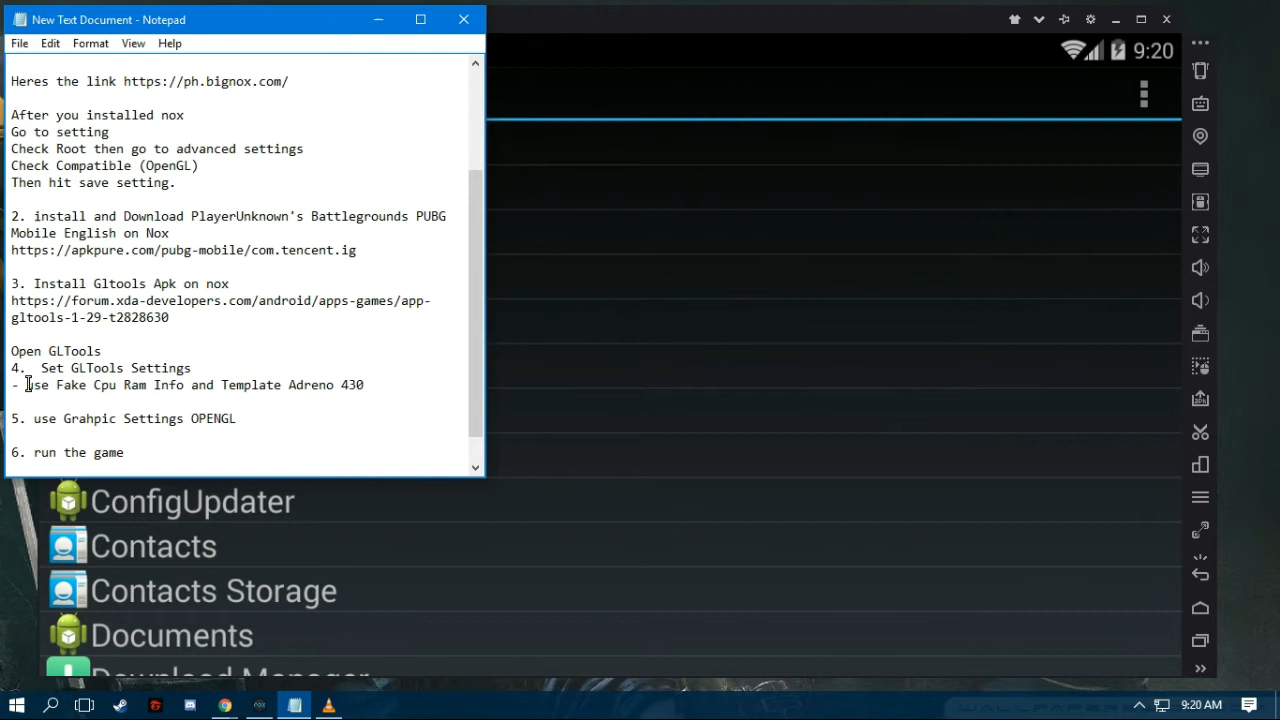 New Text Document - Notepad
File Edit Format View Help
Heres the link https://ph.bignox.com/
After you installed nox
Go to setting
Check Root then go to advanced settings
Check Compatible (OpenGL)
Then hit save setting.
2. install and Download PlayerUnknown's Battlegrounds PUBG
Mobile English on Nox
https://apkpure.com/pubg-mobile/com.tencent.ig
3. Install Gltools Apk on nox
https://forum.xda-developers.com/android/apps-games/app-
gltools-1-29-t2828630
Open GLTools
4.  Set GLTools Settings
- use Fake Cpu Ram Info and Template Adreno 430
5. use Grahpic Settings OPENGL
6. run the game
9:20
ConfigUpdater
Contacts
Contacts Storage
Documents
Download Manager
9:20 AM